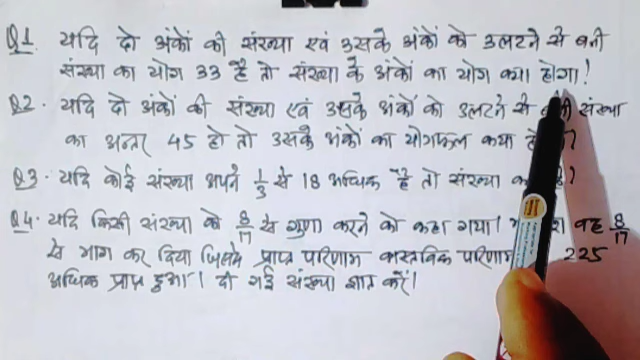 Q1. यदि दो अंकों की संख्या एवं उसके अंकों को उलटने से बनी
संख्या का योग 33 है तो संख्या के अंकों का योग क्या होगा!
Q2. यदि दो अंकों की संख्या एवं उसके अंकों को उलटने से संख्या
का अन्तर 45 हो तो उसके अंकों का योगफल क्या
Q3. यदि कोई संख्या अपने 1/3 से 18 अधिक है तो संख्या
Q4. यदि किसी संख्या को 8/17 से गुणा करने को कहा गया। वह 8/17
से भाग कर दिया जिससे प्राप्त परिणाम वास्तविक परिणाम 225
अधिक प्राप्त हुआ। दी गई संख्या ज्ञात करें।